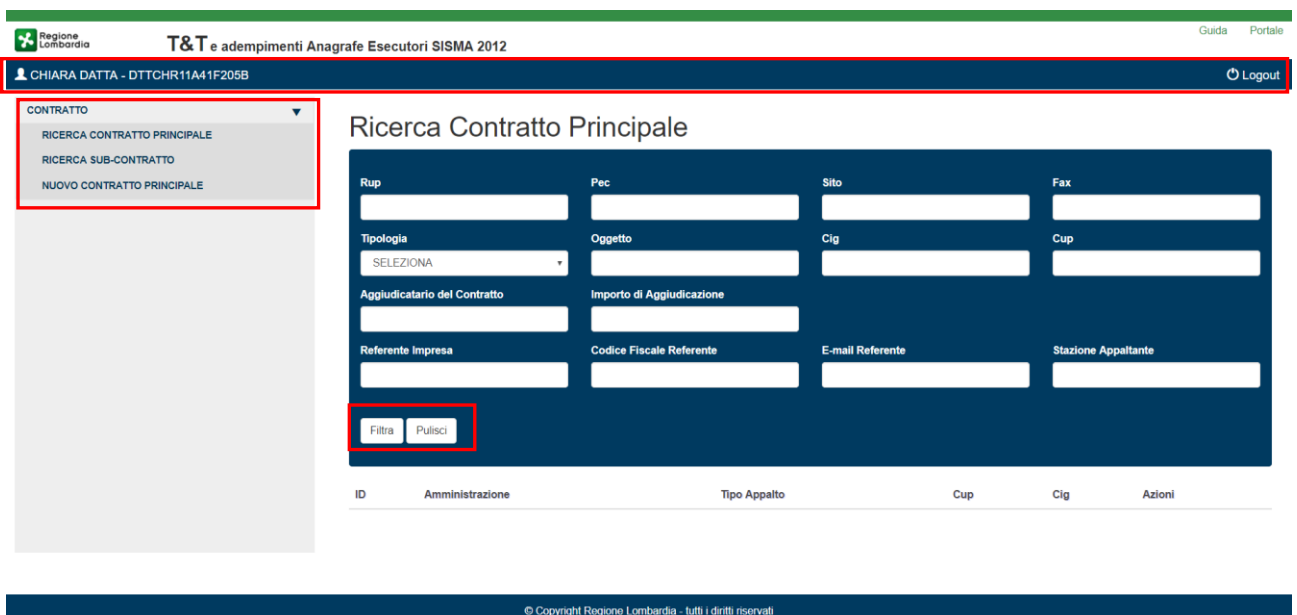 Guida Portale
Regione
Lombardia
T&T e adempimenti Anagrafe Esecutori SISMA 2012
CHIARA DATTA - DTTCHR11A41F205B Logout
CONTRATTO
RICERCA CONTRATTO PRINCIPALE
RICERCA SUB-CONTRATTO
NUOVO CONTRATTO PRINCIPALE
Ricerca Contratto Principale
Rup Pec Sito Fax
Tipologia Oggetto Cig Cup
SELEZIONA
Aggiudicatario del Contratto Importo di Aggiudicazione
Referente Impresa Codice Fiscale Referente E-mail Referente Stazione Appaltante
Filtra Pulisci
ID Amministrazione Tipo Appalto Cup Cig Azioni
© Copyright Regione Lombardia - tutti i diritti riservati